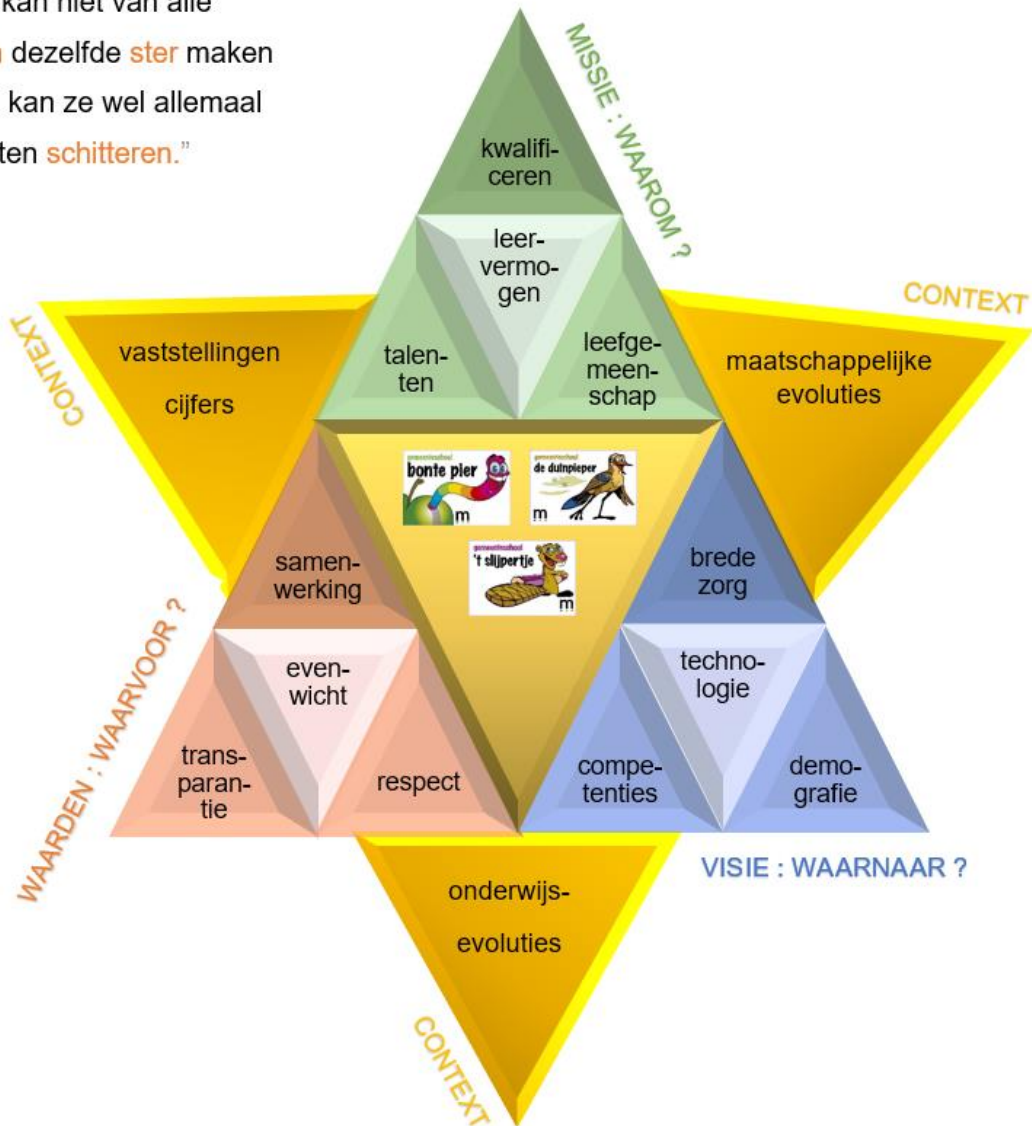 kan niet van alle
dezelfde ster maken
kan ze wel allemaal
ten schitteren."
MISSIE : WAAROM ?
kwalifi-
ceren
leer-
vermo-
gen
talen-
ten
leefge-
meen-
schap
CONTEXT
vaststellingen
cijfers
CONTEXT
maatschappelijke
evoluties
gemeenteschool
bonte pier
m
gemeenteschool
de duinpieper
m
gemeenteschool
't slijpertje
m
samen-
werking
even-
wicht
trans-
paran-
tie
respect
WAARDEN : WAARVOOR ?
brede
zorg
techno-
logie
compe-
tenties
demo-
grafie
VISIE : WAARNAAR ?
onderwijs-
evoluties
CONTEXT